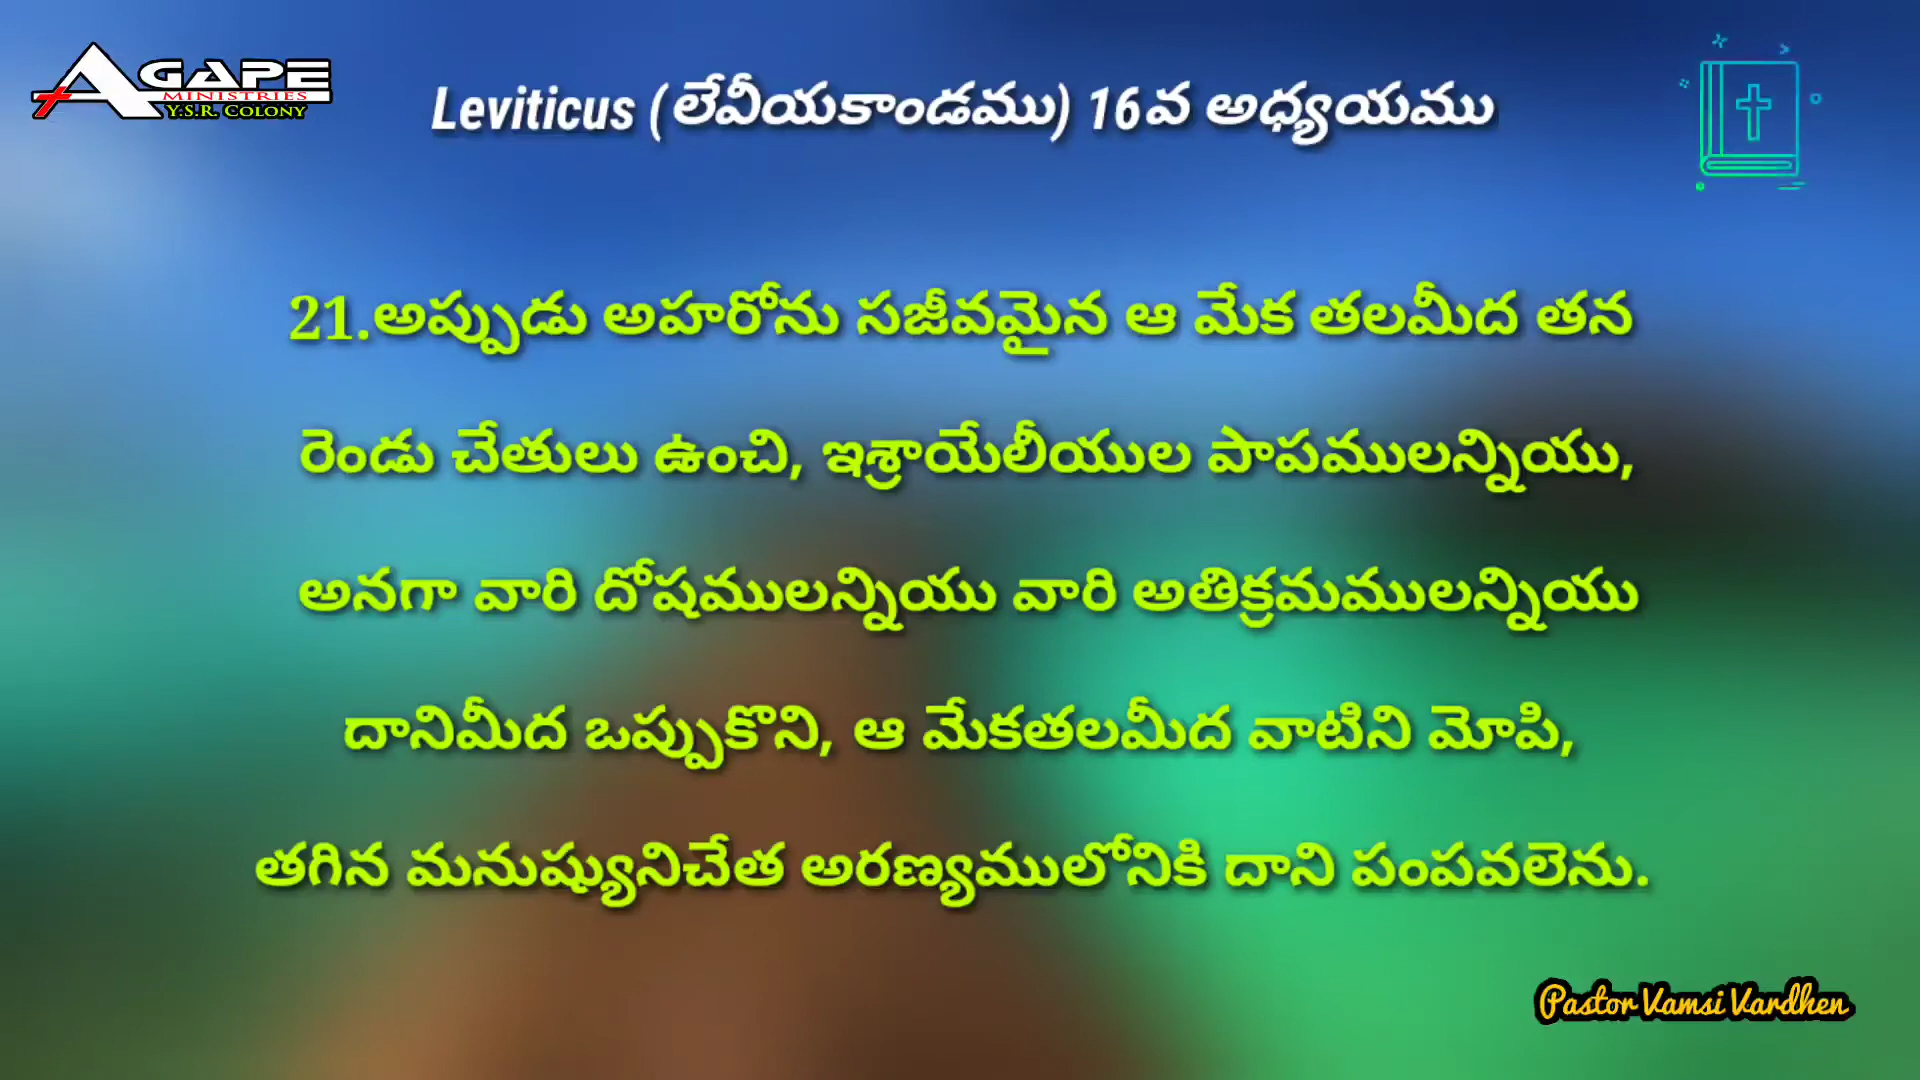 AGAPE
MINISTRIES
Y.S.R. COLONY
Leviticus (లేవీయకాండము) 16వ అధ్యయము
21.అప్పుడు అహరోను సజీవమైన ఆ మేక తలమీద తన
రెండు చేతులు ఉంచి, ఇశ్రాయేలీయుల పాపములన్నియు,
అనగా వారి దోషములన్నియు వారి అతిక్రమములన్నియు
దానిమీద ఒప్పుకొని, ఆ మేకతలమీద వాటిని మోపి,
తగిన మనుష్యునిచేత అరణ్యములోనికి దాని పంపవలెను.
Pastor Vamsi Vardhen